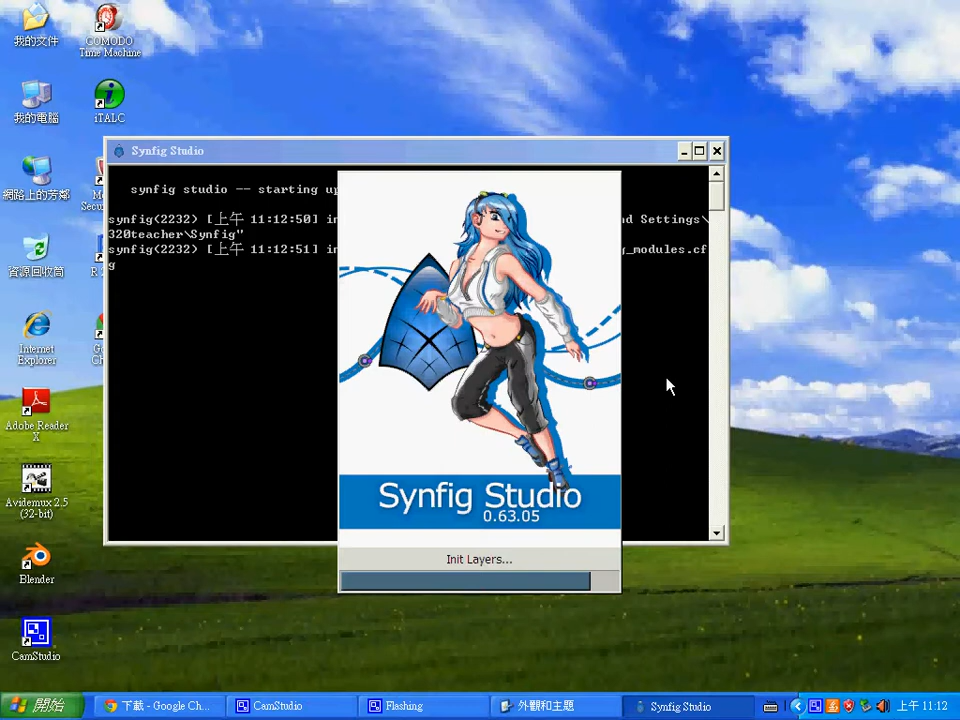 我的文件
COMODO
Time Machine
我的電腦
iTALC
網路上的芳鄰
資源回收筒
Internet
Explorer
Adobe Reader
X
Avidemux 2.5
(32-bit)
Blender
CamStudio
Synfig Studio
synfig studio -- starting up
synfig(2232) [上午 11:12:50] in
d Settings\
320teacher\Synfig"
synfig(2232) [上午 11:12:51] in
g_modules.cf
g
Synfig Studio
0.63.05
Init Layers...
開始
下載 - Google Ch...
CamStudio
Flashing
外觀和主題
Synfig Studio
上午 11:12